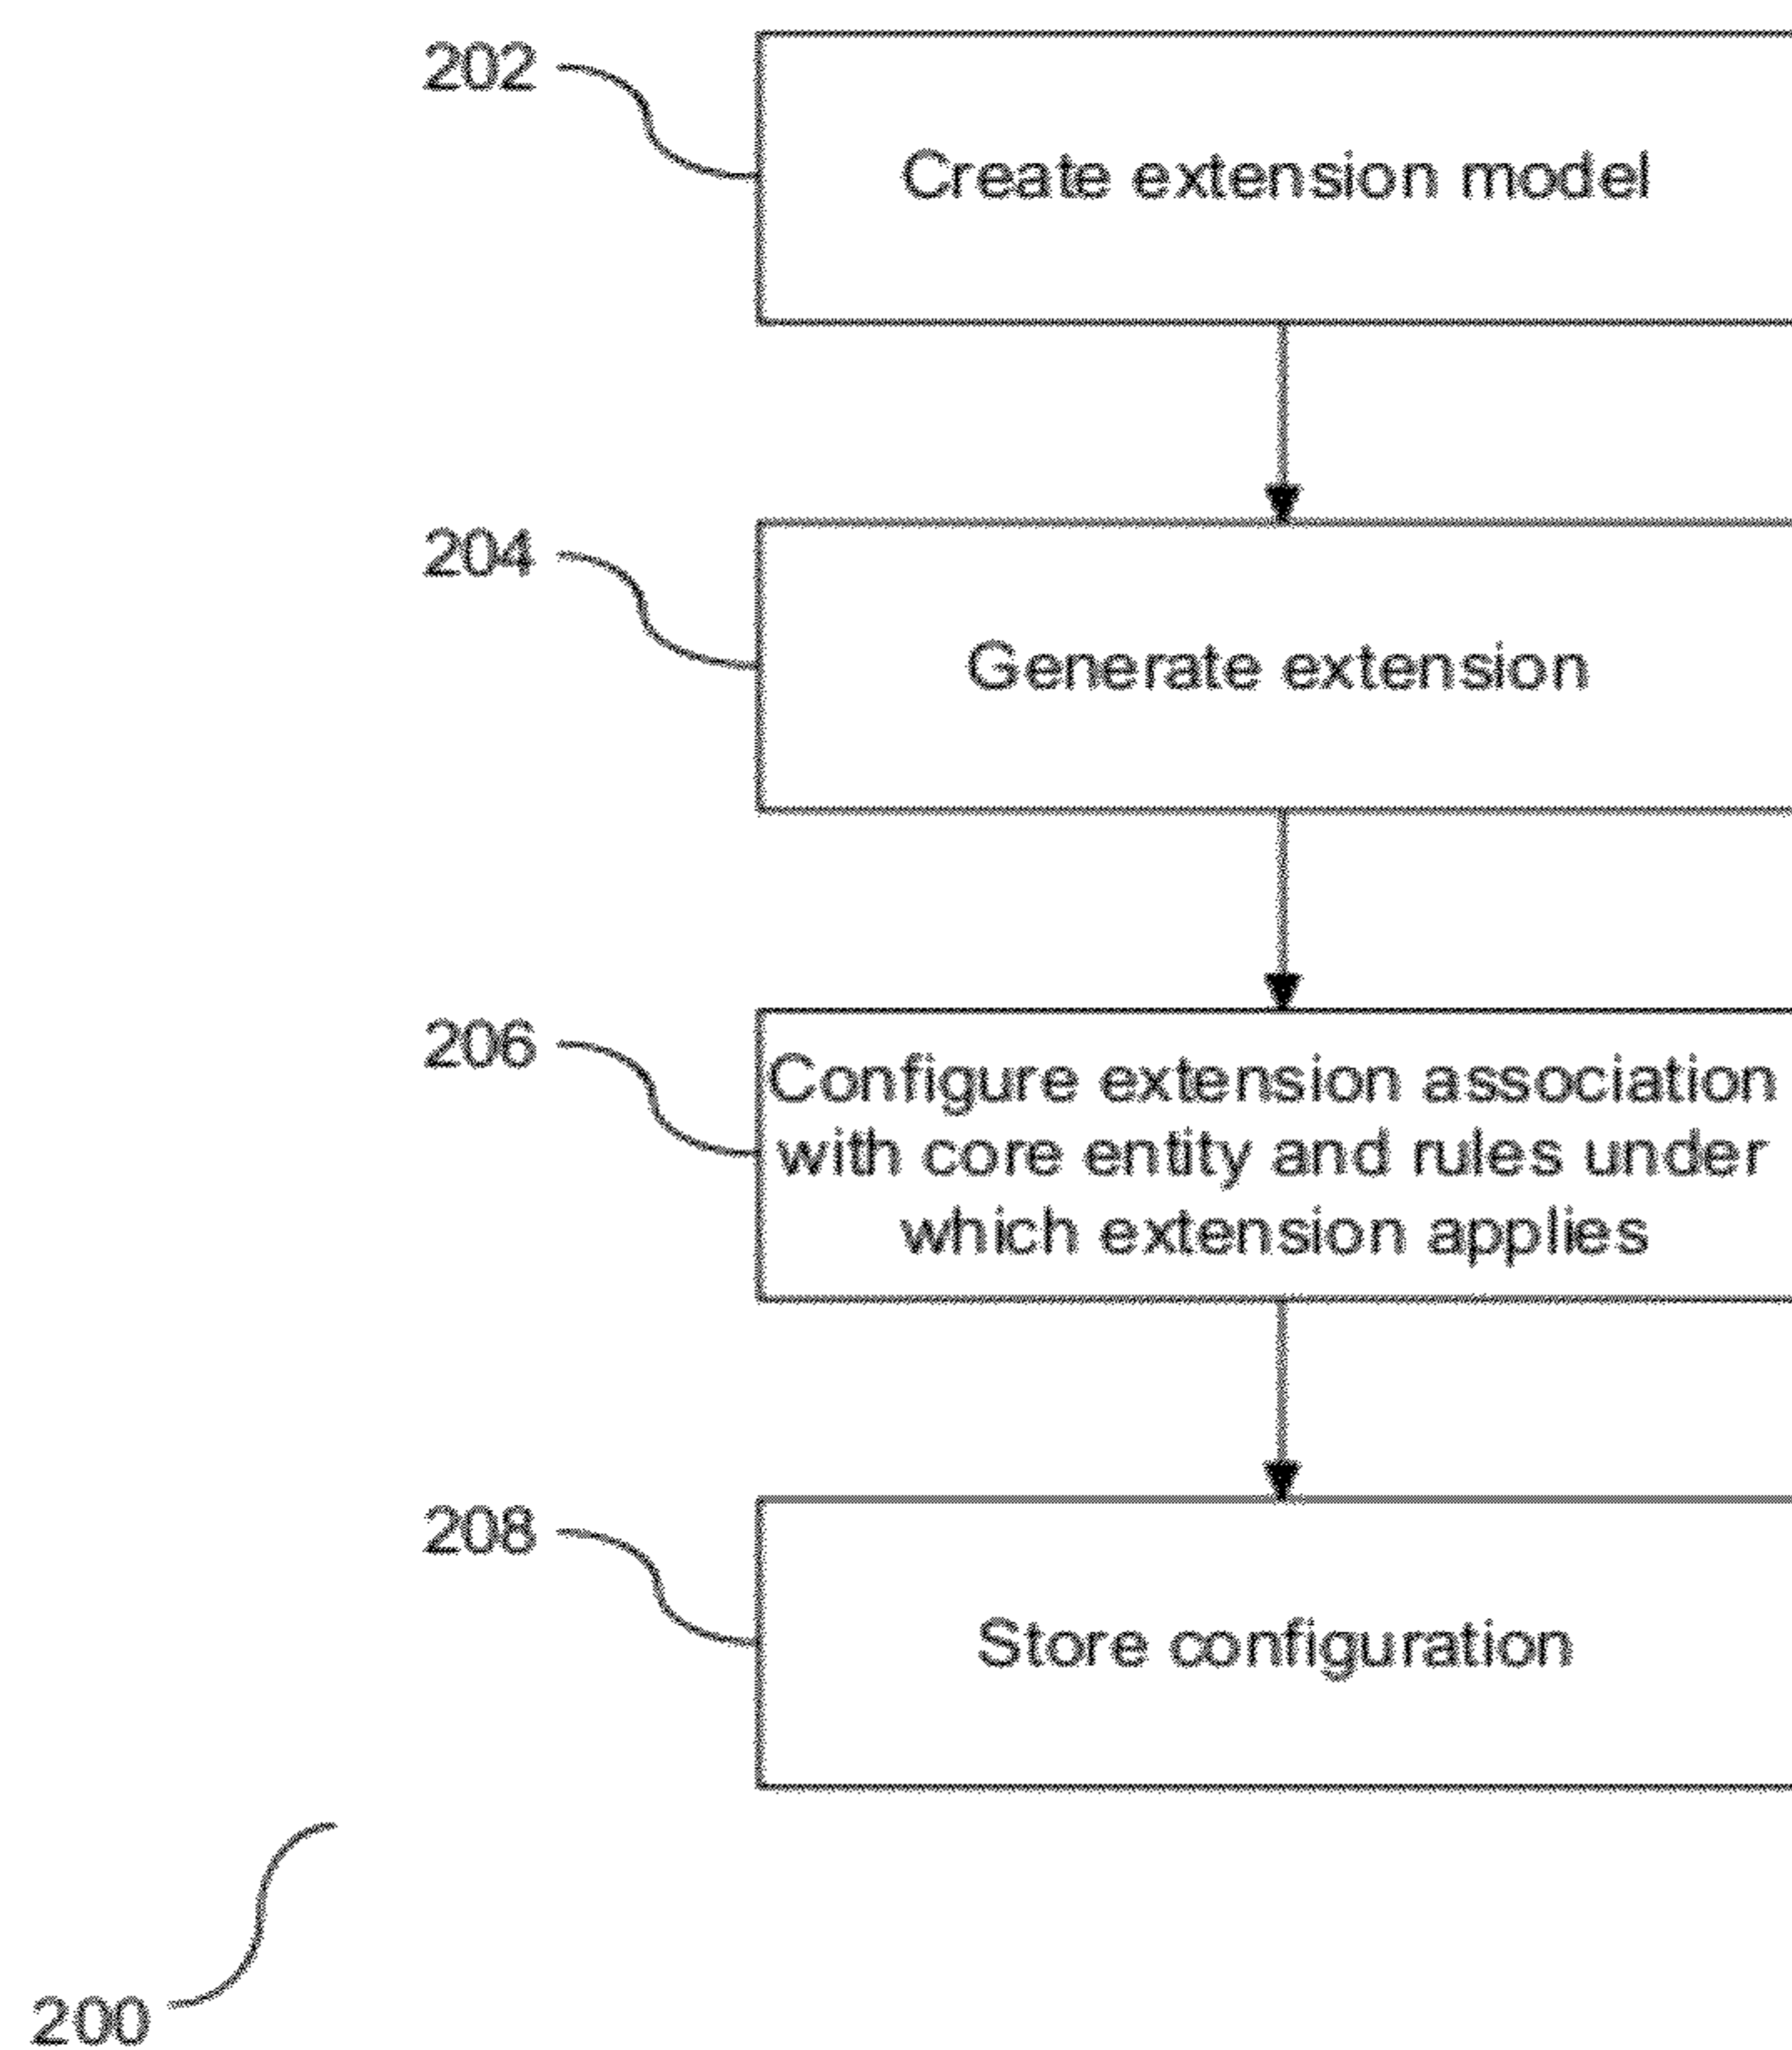 202
Create extension model
204
Generate extension
206
Configure extension association
with core entity and rules under
which extension applies
208
Store configuration
200